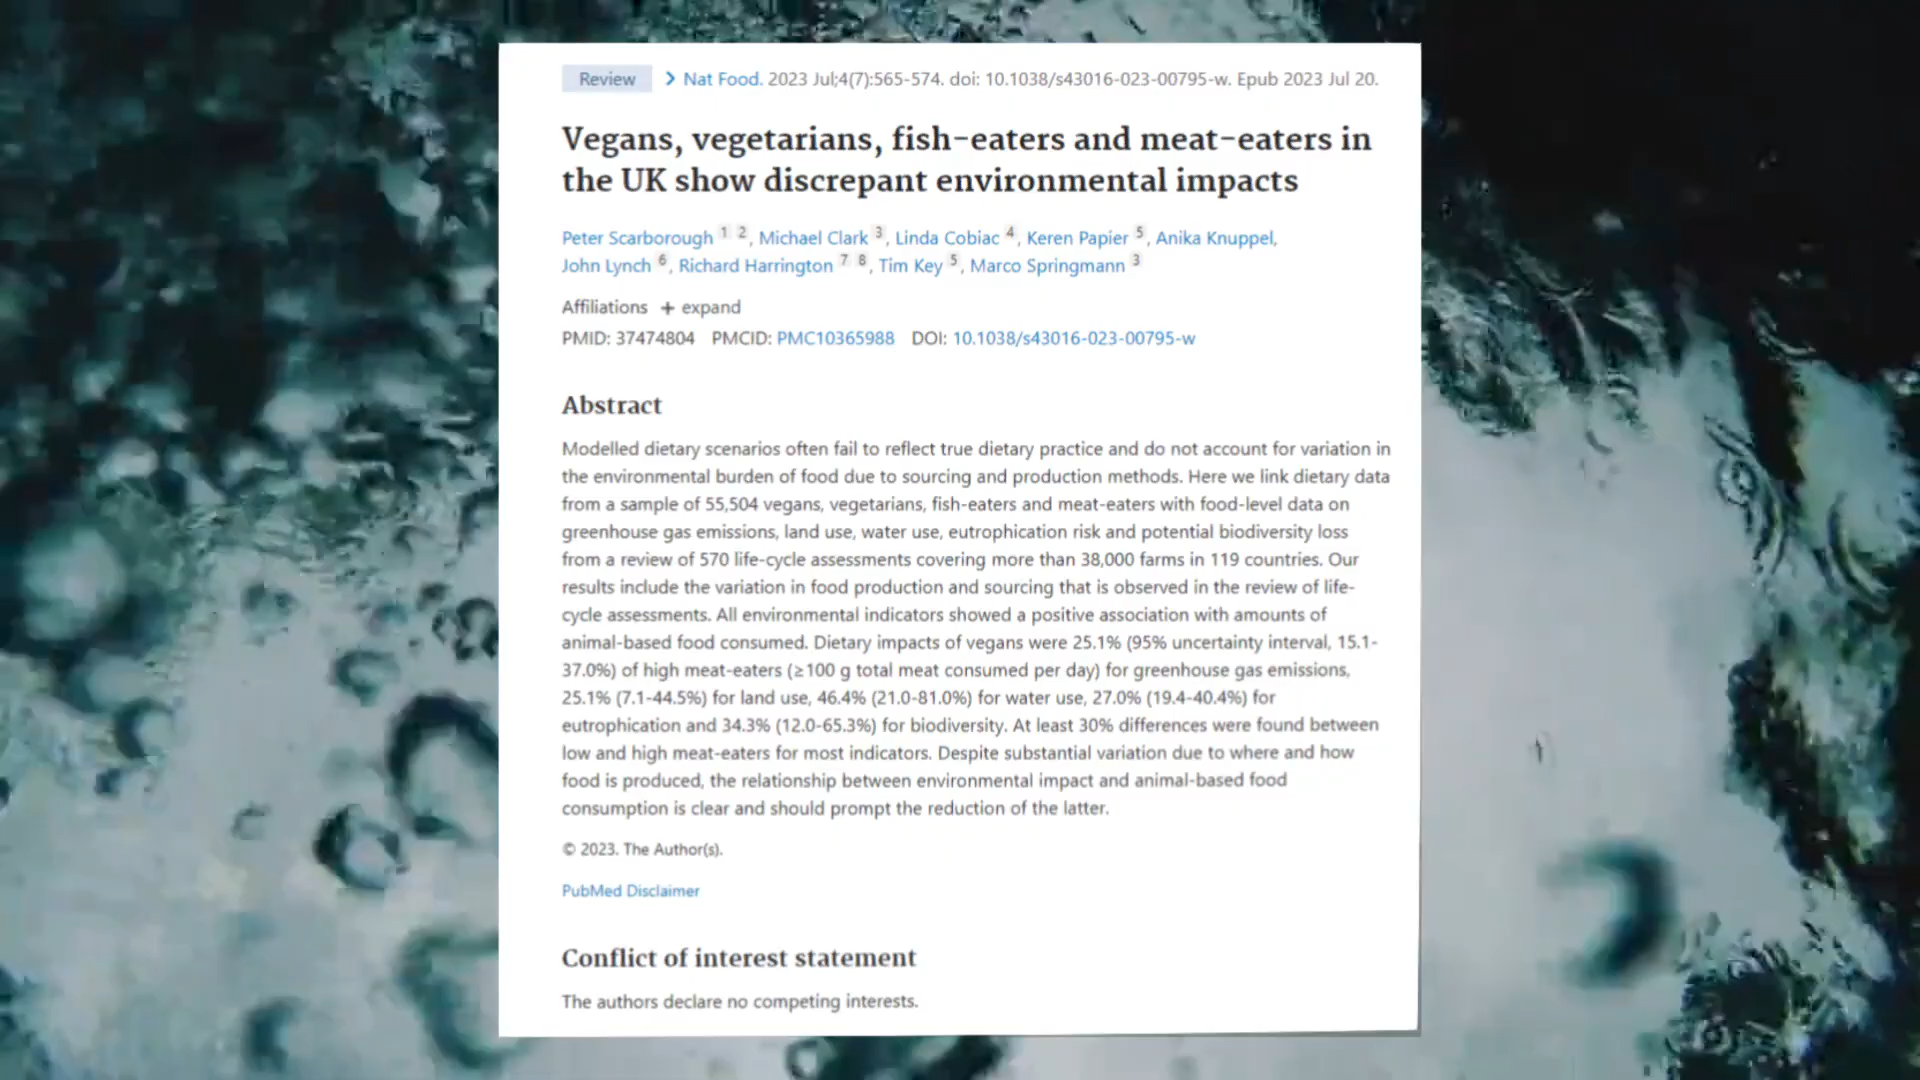 Review > Nat Food. 2023 Jul;4(7):565-574. doi: 10.1038/s43016-023-00795-w. Epub 2023 Jul 20.
Vegans, vegetarians, fish-eaters and meat-eaters in
the UK show discrepant environmental impacts
Peter Scarborough 1 2, Michael Clark 3, Linda Cobiac 4, Keren Papier 5, Anika Knuppel,
John Lynch 6, Richard Harrington 7 8, Tim Key 5, Marco Springmann 3
Affiliations + expand
PMID: 37474804 PMCID: PMC10365988 DOI: 10.1038/s43016-023-00795-w
Abstract
Modelled dietary scenarios often fail to reflect true dietary practice and do not account for variation in
the environmental burden of food due to sourcing and production methods. Here we link dietary data
from a sample of 55,504 vegans, vegetarians, fish-eaters and meat-eaters with food-level data on
greenhouse gas emissions, land use, water use, eutrophication risk and potential biodiversity loss
from a review of 570 life-cycle assessments covering more than 38,000 farms in 119 countries. Our
results include the variation in food production and sourcing that is observed in the review of life-
cycle assessments. All environmental indicators showed a positive association with amounts of
animal-based food consumed. Dietary impacts of vegans were 25.1% (95% uncertainty interval, 15.1-
37.0%) of high meat-eaters (≥100 g total meat consumed per day) for greenhouse gas emissions,
25.1% (7.1-44.5%) for land use, 46.4% (21.0-81.0%) for water use, 27.0% (19.4-40.4%) for
eutrophication and 34.3% (12.0-65.3%) for biodiversity. At least 30% differences were found between
low and high meat-eaters for most indicators. Despite substantial variation due to where and how
food is produced, the relationship between environmental impact and animal-based food
consumption is clear and should prompt the reduction of the latter.
© 2023. The Author(s).
PubMed Disclaimer
Conflict of interest statement
The authors declare no competing interests.